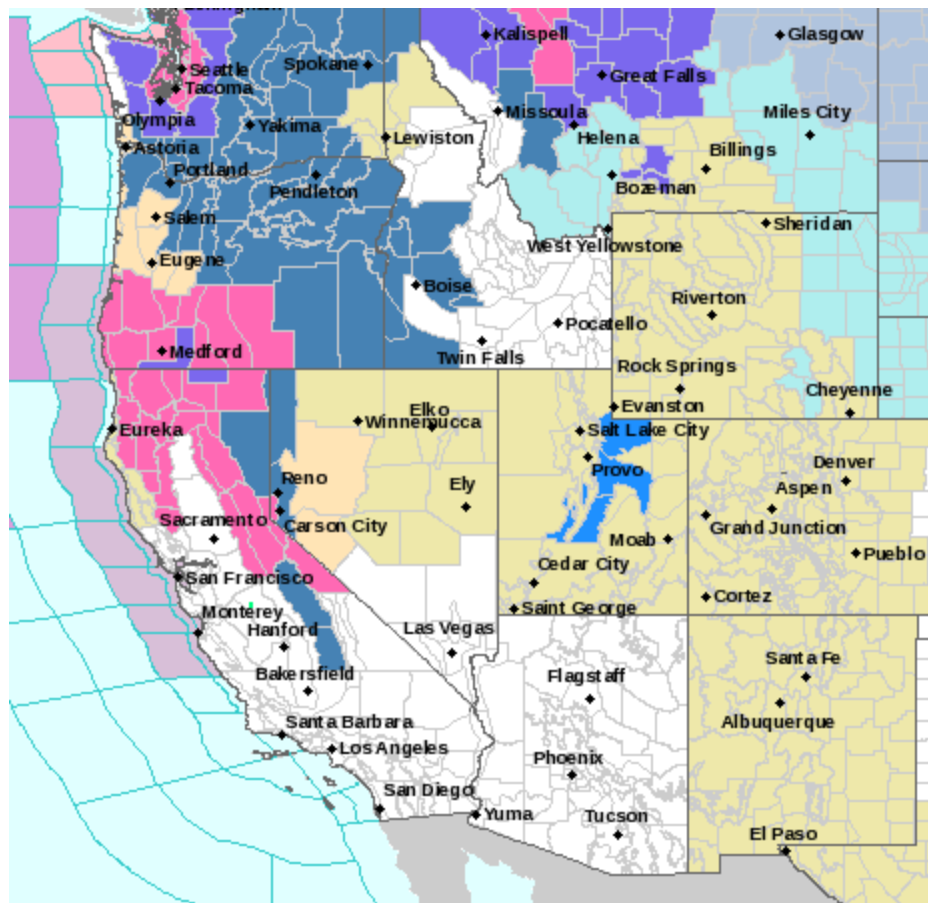 Kalispell
Glasgow
Seattle
Spokane
Great Falls
Tacoma
Olympia
Yakima
Missoula
Miles City
Astoria
Lewiston
Helena
Billings
Portland
Pendleton
Bozeman
Salem
Sheridan
West Yellowstone
Eugene
Boise
Riverton
Pocatello
Medford
Twin Falls
Rock Springs
Cheyenne
Elko
Evanston
Eureka
Winnemucca
Salt Lake City
Reno
Provo
Denver
Ely
Aspen
Sacramento
Carson City
Grand Junction
Moab
Pueblo
San Francisco
Cedar City
Cortez
Monterey
Saint George
Hanford
Las Vegas
Bakersfield
Flagstaff
Santa Fe
Santa Barbara
Albuquerque
Los Angeles
Phoenix
San Diego
Yuma
Tucson
El Paso